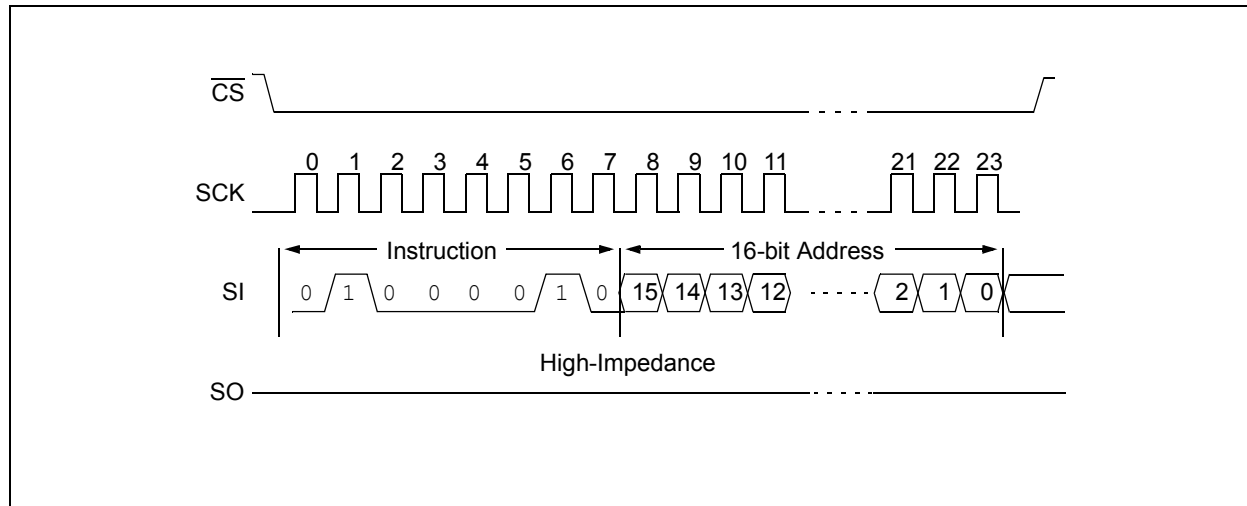 CS
0 1 2 3 4 5 6 7 8 9 10 11 21 22 23
SCK
Instruction 16-bit Address
SI 0 1 0 0 0 0 1 0 15 14 13 12 2 1 0
High-Impedance
SO